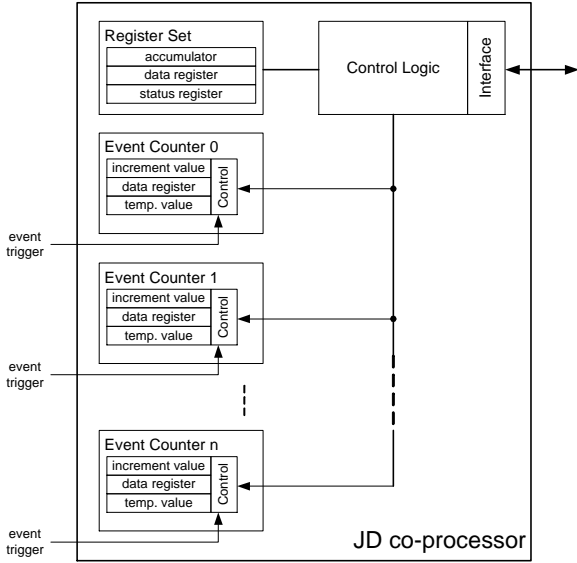 Register Set
accumulator
data register
status register
Control Logic
Interface
Event Counter 0
increment value
data register
temp. value
Control
event
trigger
Event Counter 1
increment value
data register
temp. value
Control
event
trigger
Event Counter n
increment value
data register
temp. value
Control
event
trigger
JD co-processor